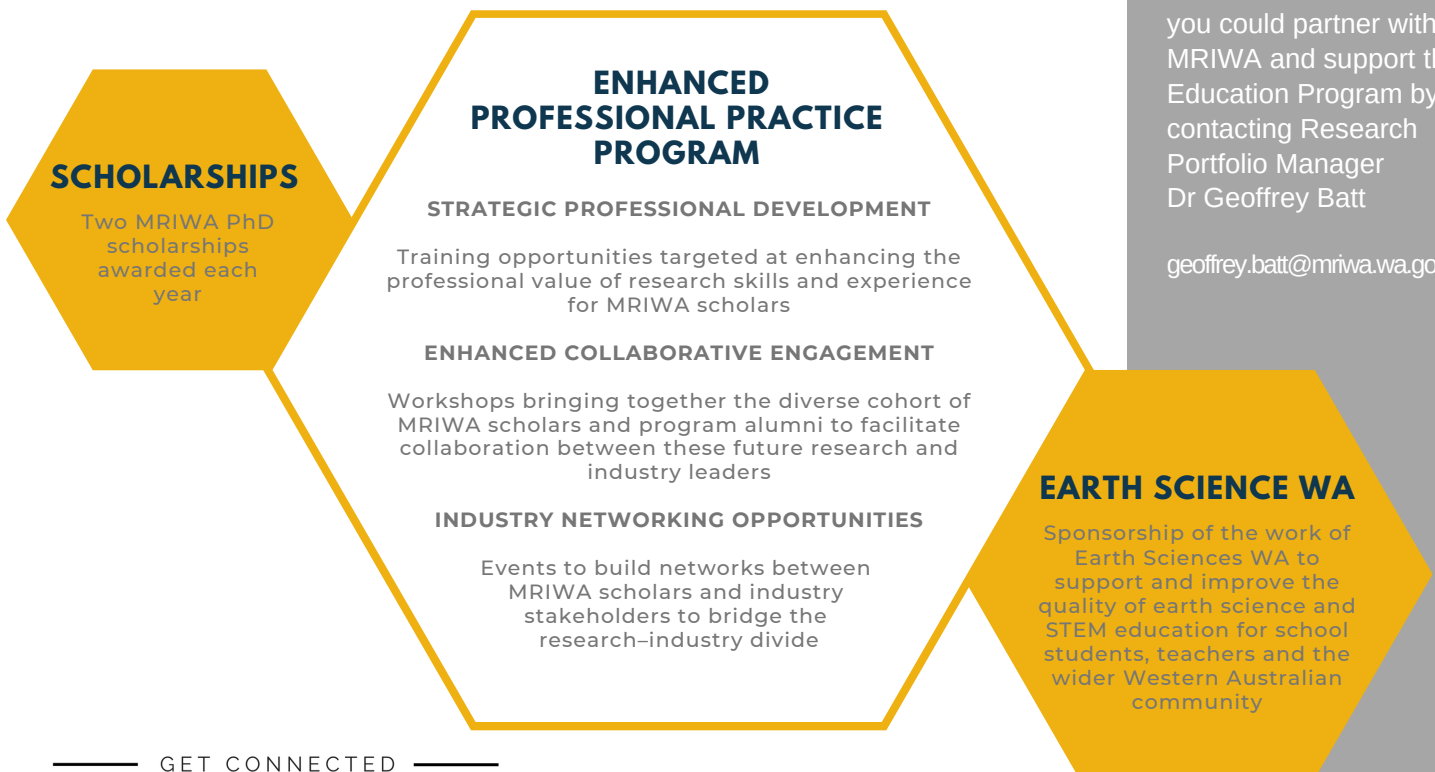 SCHOLARSHIPS
Two MRIWA PhD
scholarships
awarded each
year
ENHANCED
PROFESSIONAL PRACTICE
PROGRAM
STRATEGIC PROFESSIONAL DEVELOPMENT
Training opportunities targeted at enhancing the
professional value of research skills and experience
for MRIWA scholars
ENHANCED COLLABORATIVE ENGAGEMENT
Workshops bringing together the diverse cohort of
MRIWA scholars and program alumni to facilitate
collaboration between these future research and
industry leaders
INDUSTRY NETWORKING OPPORTUNITIES
Events to build networks between
MRIWA scholars and industry
stakeholders to bridge the
research–industry divide
you could partner with
MRIWA and support
Education Program by
contacting Research
Portfolio Manager
Dr Geoffrey Batt
geoffrey.batt@mriwa.wa.go
EARTH SCIENCE WA
Sponsorship of the work of
Earth Sciences WA to
support and improve the
quality of earth science and
STEM education for school
students, teachers and the
wider Western Australian
community
GET CONNECTED